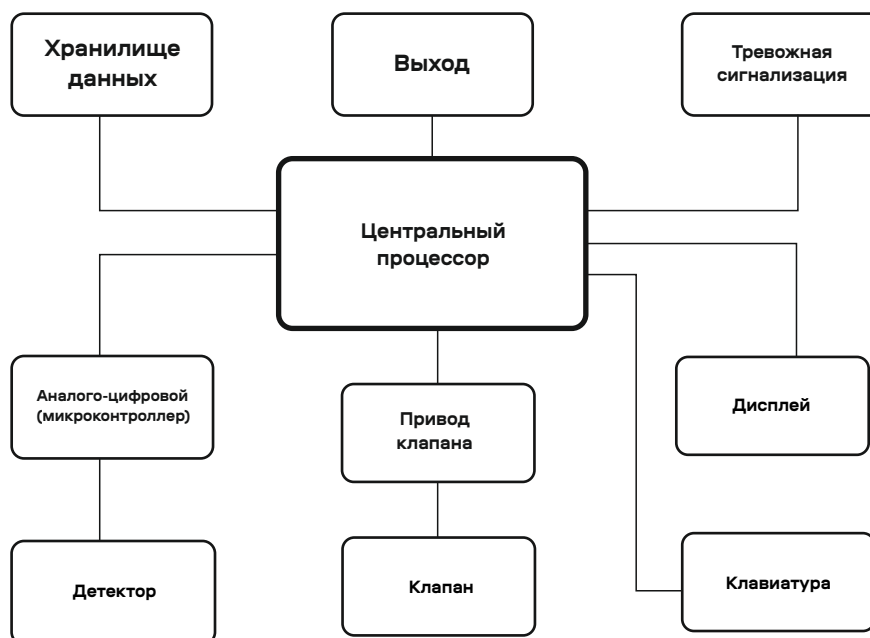 Хранилище
данных
Выход
Тревожная
сигнализация
Центральный
процессор
Аналого-цифровой
(микроконтроллер)
Привод
клапана
Дисплей
Детектор
Клапан
Клавиатура